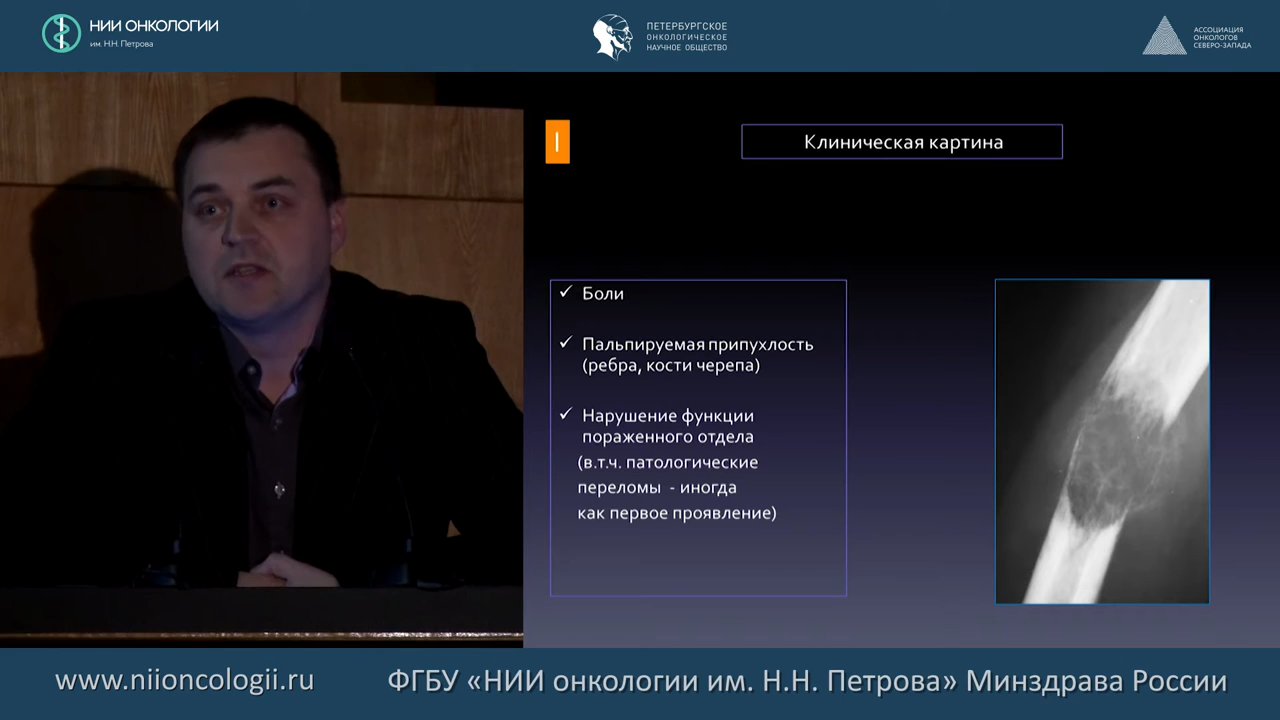 НИИ ОНКОЛОГИИ
им. Н.Н. Петрова
ПЕТЕРБУРГСКОЕ
ОНКОЛОГИЧЕСКОЕ
НАУЧНОЕ ОБЩЕСТВО
АССОЦИАЦИЯ
ОНКОЛОГОВ
СЕВЕРО-ЗАПАДА
I
Клиническая картина
✓ Боли
✓ Пальпируемая припухлость
(ребра, кости черепа)
✓ Нарушение функции
пораженного отдела
(в.т.ч. патологические
переломы - иногда
как первое проявление)
www.niioncologii.ru
ФГБУ «НИИ онкологии им. Н.Н. Петрова» Минздрава России